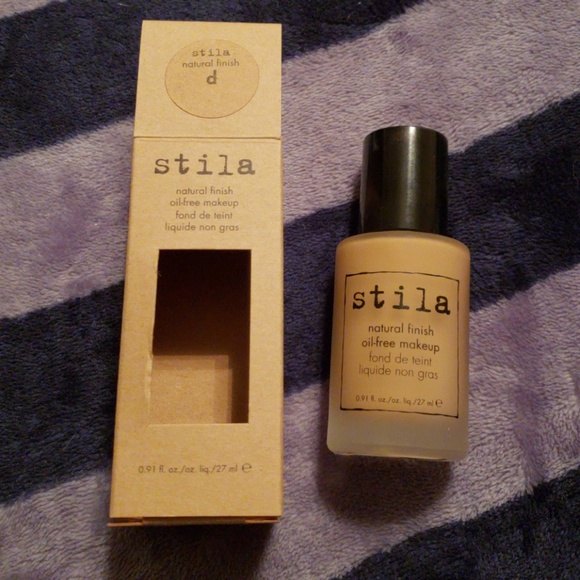 stila
natural finish
d
stila
natural finish
oil-free makeup
fond de teint
liquide non gras
0.91 fl. oz./oz. liq./27 ml ℮
stila
natural finish
oil-free makeup
fond de teint
liquide non gras
0.91 fl. oz./oz. liq./27 ml ℮